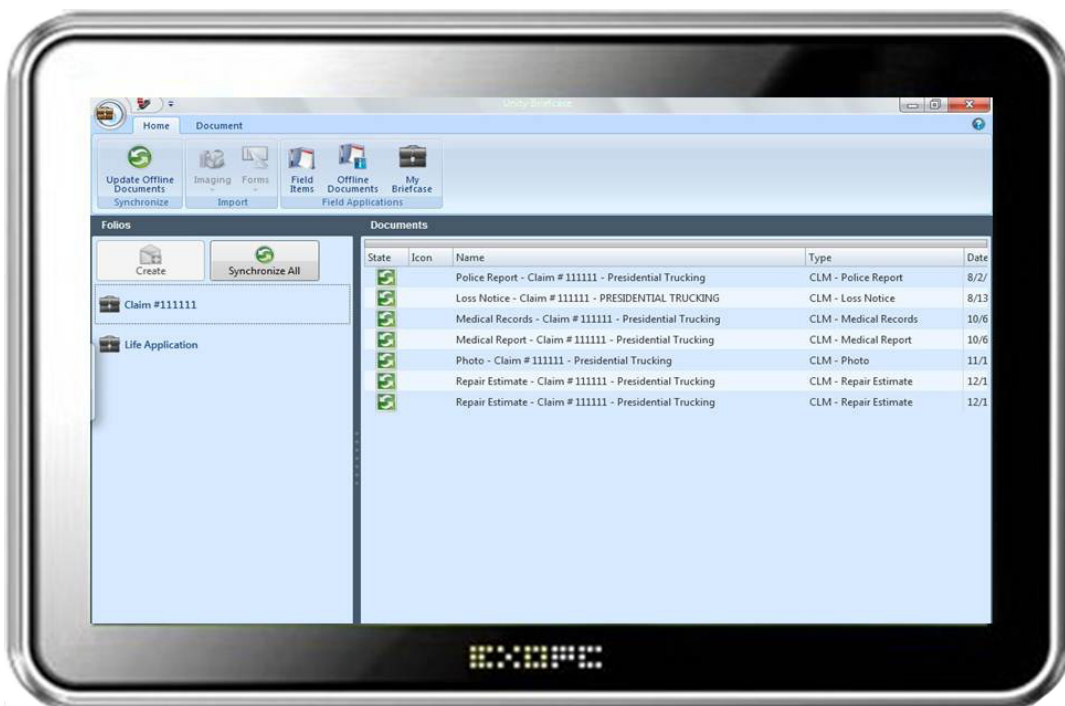 Unity Briefcase
Home Document
Update Offline Documents
Imaging Forms
Field Items
Offline Documents
My Briefcase
Synchronize Import Field Applications
Folios Documents
Create Synchronize All
State Icon Name Type Date
Police Report - Claim #111111 - Presidential Trucking CLM - Police Report 8/2/
Loss Notice - Claim #111111 - PRESIDENTIAL TRUCKING CLM - Loss Notice 8/13
Medical Records - Claim #111111 - Presidential Trucking CLM - Medical Records 10/6
Medical Report - Claim #111111 - Presidential Trucking CLM - Medical Report 10/6
Photo - Claim #111111 - Presidential Trucking CLM - Photo 11/1
Repair Estimate - Claim #111111 - Presidential Trucking CLM - Repair Estimate 12/1
Repair Estimate - Claim #111111 - Presidential Trucking CLM - Repair Estimate 12/1
Claim #111111
Life Application
EXOPC